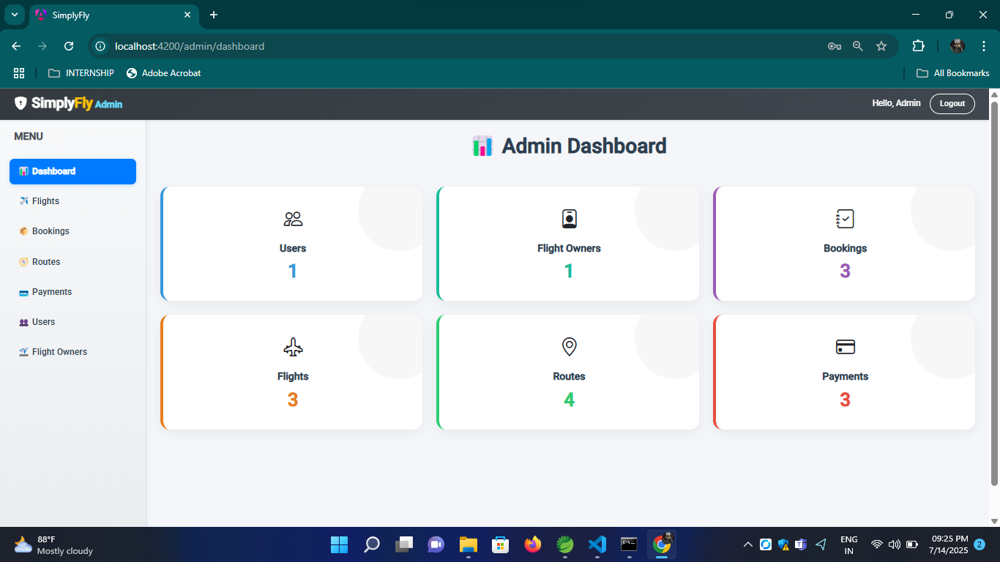 SimplyFly
localhost:4200/admin/dashboard
INTERNSHIP
Adobe Acrobat
All Bookmarks
SimplyFly Admin
Hello, Admin
Logout
MENU
Dashboard
Flights
Bookings
Routes
Payments
Users
Flight Owners
Admin Dashboard
Users
1
Flight Owners
1
Bookings
3
Flights
3
Routes
4
Payments
3
88°F
Mostly cloudy
ENG
IN
09:25 PM
7/14/2025
2